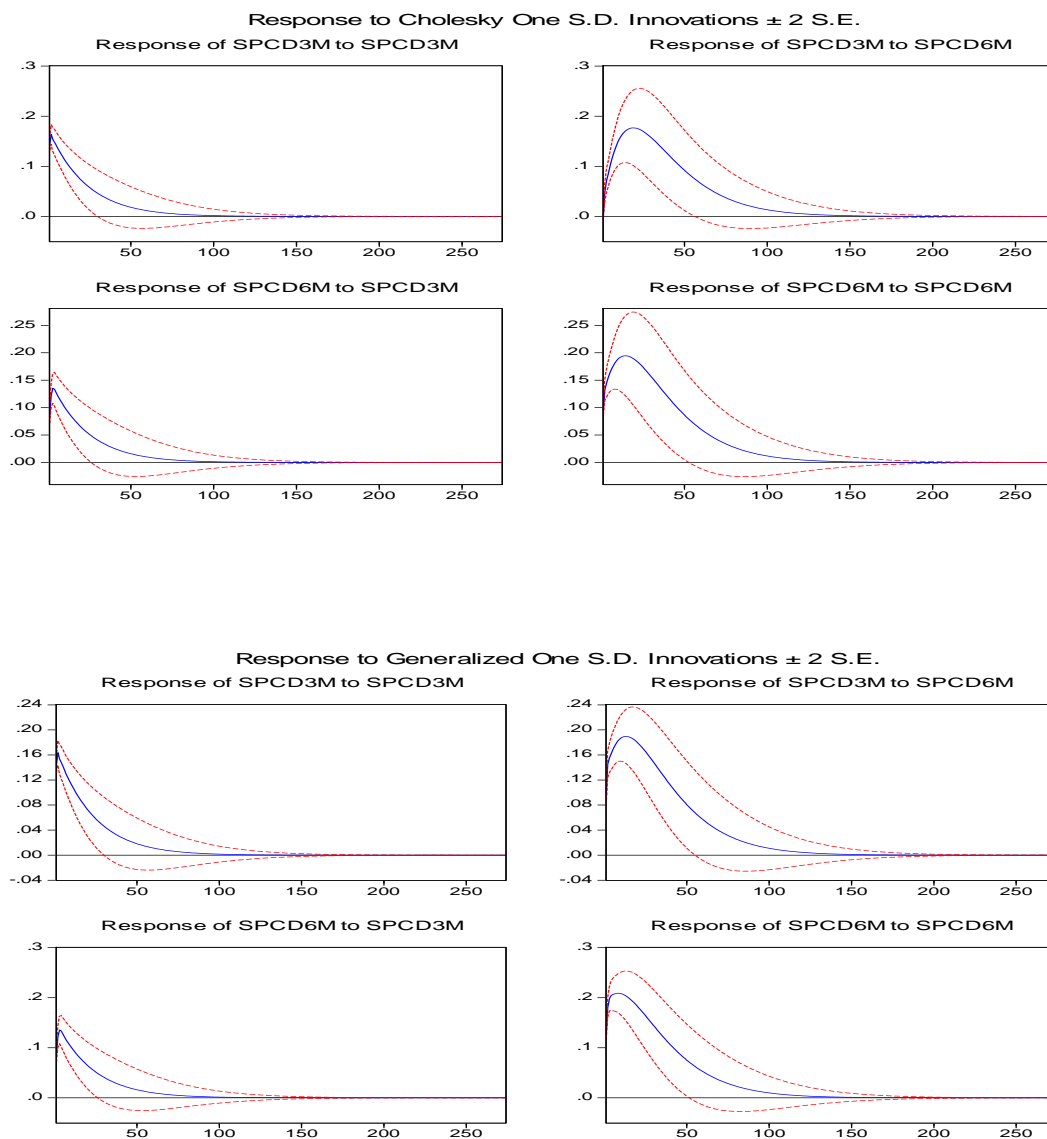 Response to Cholesky One S.D. Innovations ± 2 S.E.
Response of SPCD3M to SPCD3M
.3
.2
.1
.0
50 100 150 200 250
Response of SPCD3M to SPCD6M
.3
.2
.1
.0
50 100 150 200 250
Response of SPCD6M to SPCD3M
.25
.20
.15
.10
.05
.00
50 100 150 200 250
Response of SPCD6M to SPCD6M
.25
.20
.15
.10
.05
.00
50 100 150 200 250
Response to Generalized One S.D. Innovations ± 2 S.E.
Response of SPCD3M to SPCD3M
.24
.20
.16
.12
.08
.04
.00
-.04
50 100 150 200 250
Response of SPCD3M to SPCD6M
.24
.20
.16
.12
.08
.04
.00
-.04
50 100 150 200 250
Response of SPCD6M to SPCD3M
.3
.2
.1
.0
50 100 150 200 250
Response of SPCD6M to SPCD6M
.3
.2
.1
.0
50 100 150 200 250